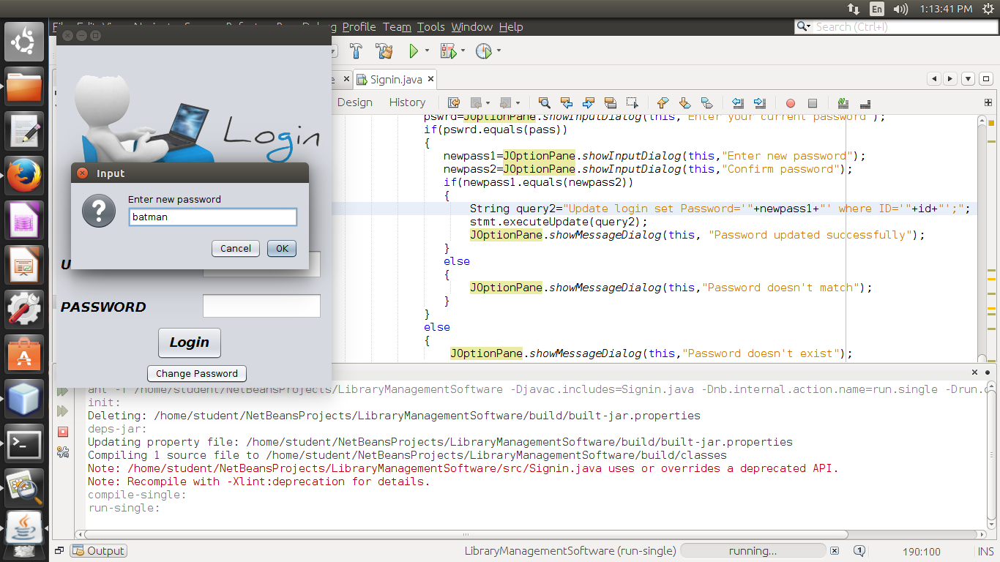 En
1:13:41 PM
Profile Team Tools Window Help
Search (Ctrl+I)
Signin.java
Design History
Login
pswrd=JOptionPane.showInputDialog(this,"Enter your current password");
if(pswrd.equals(pass))
{
newpass1=JOptionPane.showInputDialog(this,"Enter new password");
newpass2=JOptionPane.showInputDialog(this,"Confirm password");
if(newpass1.equals(newpass2))
{
String query2="Update login set Password='"+newpass1+"' where ID='"+id+"';";
stmt.executeUpdate(query2);
JOptionPane.showMessageDialog(this, "Password updated successfully");
}
else
{
JOptionPane.showMessageDialog(this,"Password doesn't match");
}
}
else
{
JOptionPane.showMessageDialog(this,"Password doesn't exist");
Input
Enter new password
batman
Cancel OK
U
PASSWORD
Login
Change Password
ant -f /home/student/NetBeansProjects/LibraryManagementSoftware -Djavac.includes=Signin.java -Dnb.internal.action.name=run.single -Drun.c
init:
Deleting: /home/student/NetBeansProjects/LibraryManagementSoftware/build/built-jar.properties
deps-jar:
Updating property file: /home/student/NetBeansProjects/LibraryManagementSoftware/build/built-jar.properties
Compiling 1 source file to /home/student/NetBeansProjects/LibraryManagementSoftware/build/classes
Note: /home/student/NetBeansProjects/LibraryManagementSoftware/src/Signin.java uses or overrides a deprecated API.
Note: Recompile with -Xlint:deprecation for details.
compile-single:
run-single:
Output
LibraryManagementSoftware (run-single)
running...
1
190:100
INS